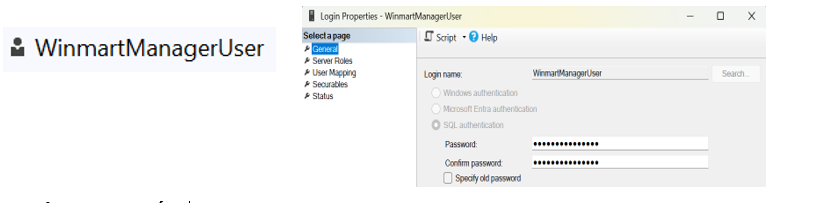 WinmartManagerUser
Login Properties - WinmartManagerUser
Select a page
General
Server Roles
User Mapping
Securables
Status
Script
Help
Login name: WinmartManagerUser Search...
Windows authentication
Microsoft Entra authentication
SQL authentication
Password: •••••••••••••••
Confirm password: •••••••••••••••
Specify old password